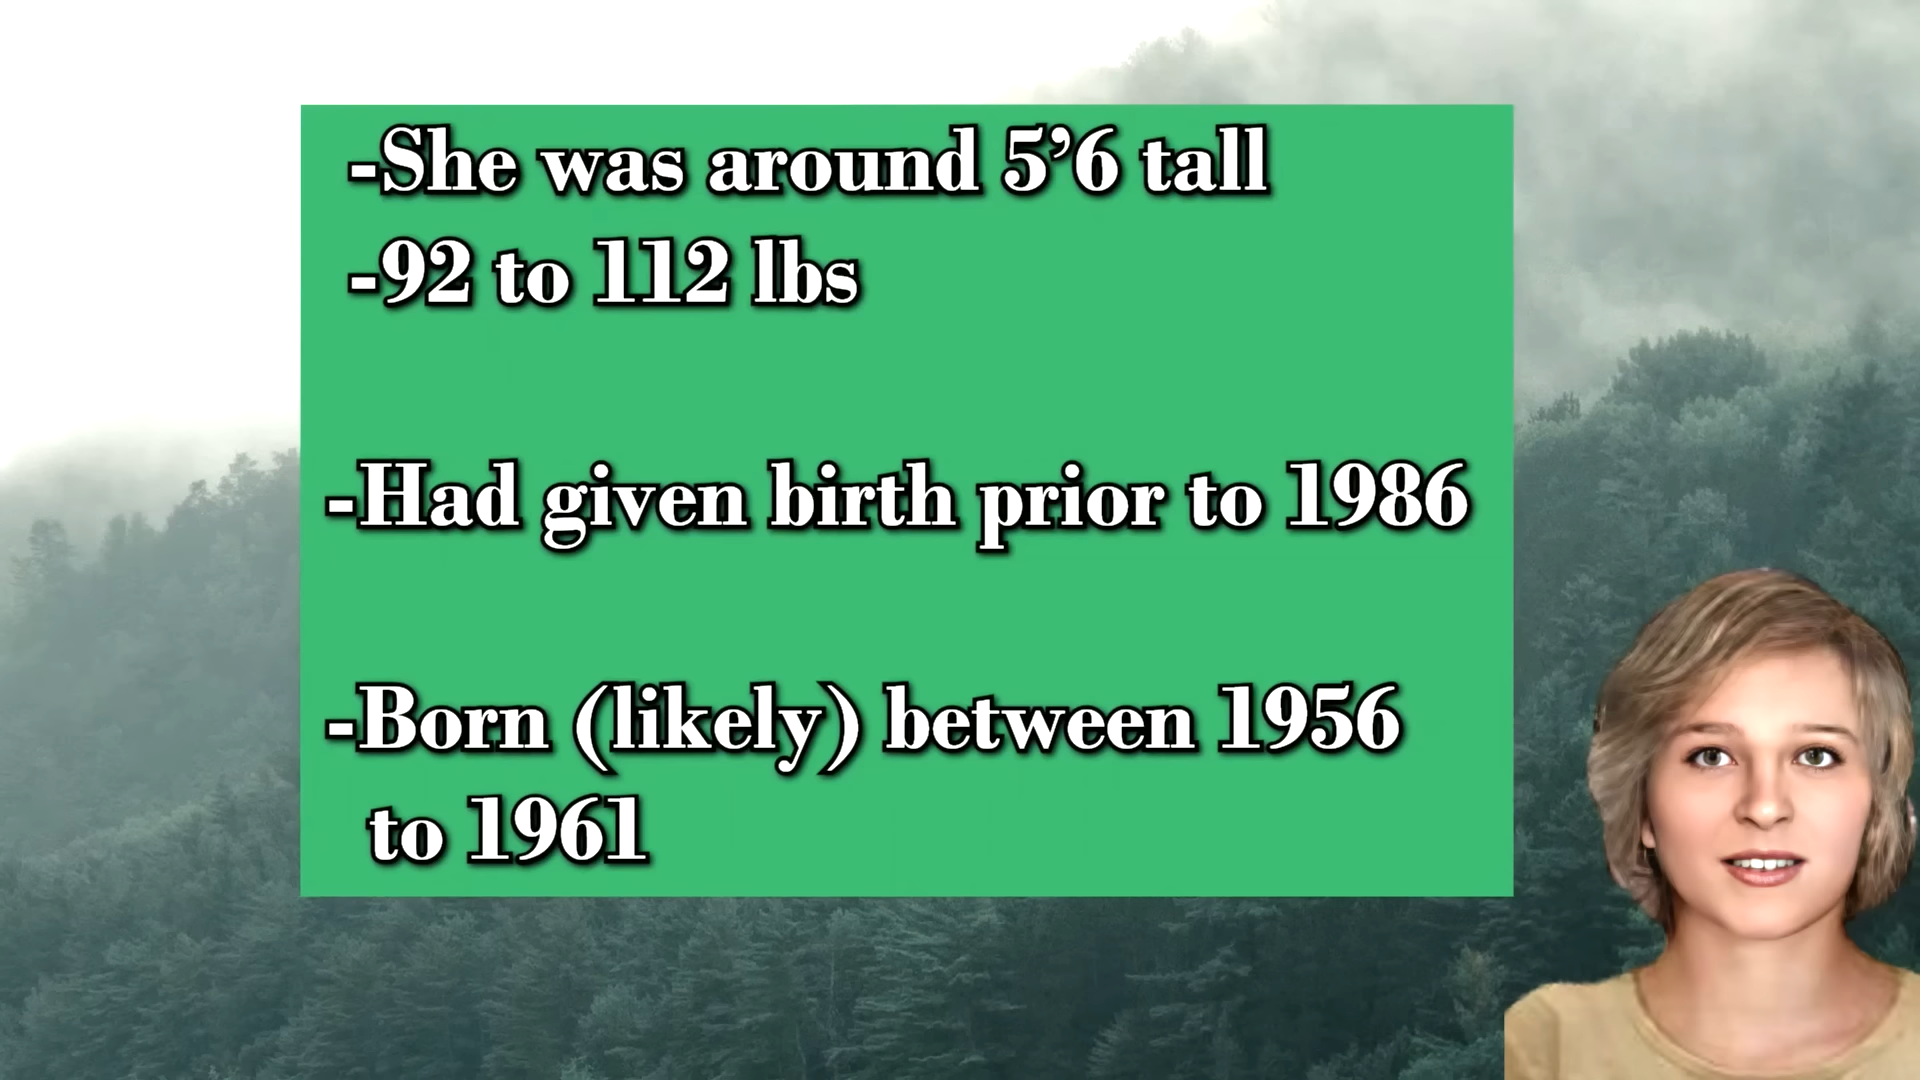 -She was around 5’6 tall
-92 to 112 lbs
-Had given birth prior to 1986
-Born (likely) between 1956
to 1961